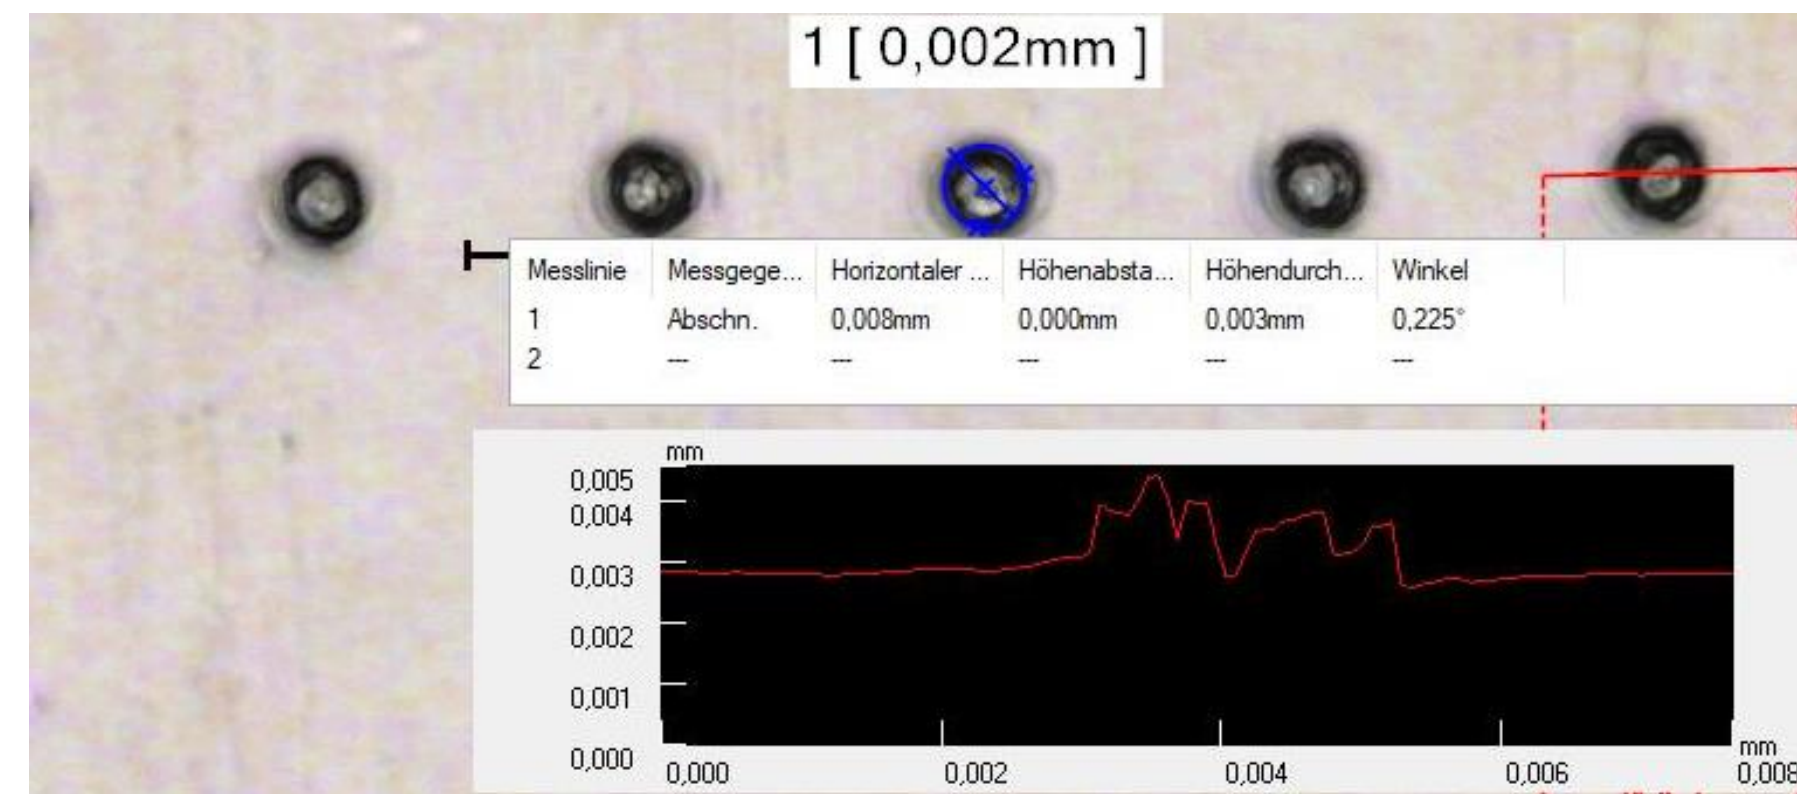 1 [ 0,002mm ]
Messlinie Messgege... Horizontaler ... Höhenabsta... Höhendurch... Winkel
1 Abschn. 0,008mm 0,000mm 0,003mm 0,225°
2 --- --- --- --- ---
mm
0,005
0,004
0,003
0,002
0,001
0,000
0,000 0,002 0,004 0,006 0,008
mm